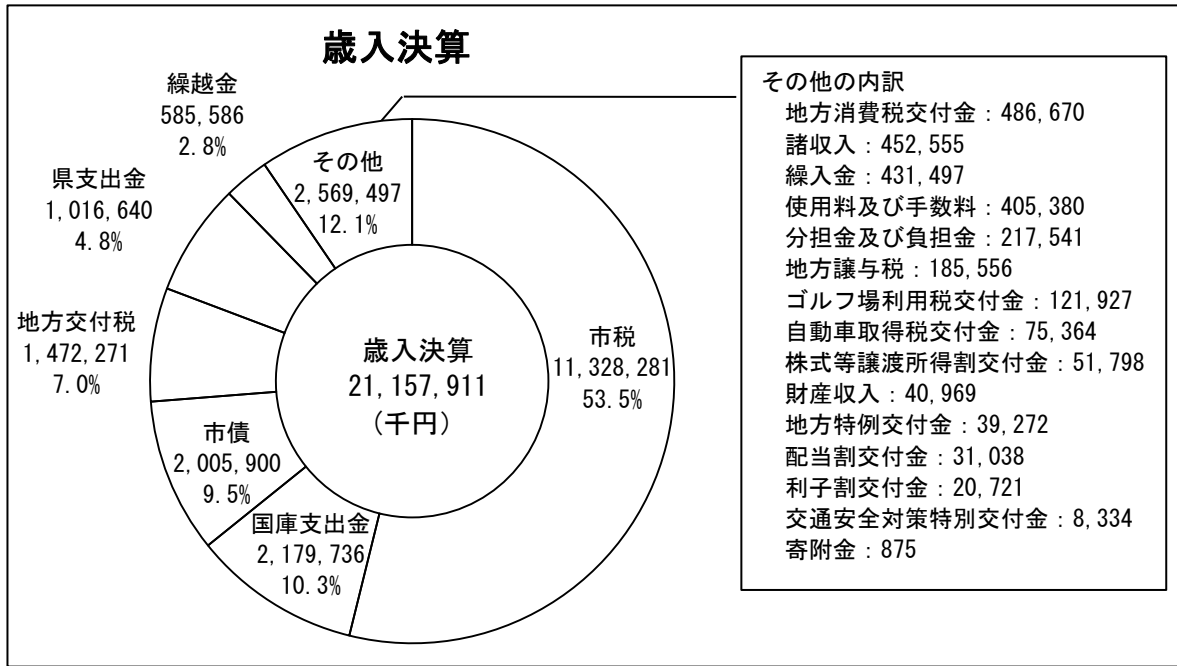 歳入決算
繰越金
585,586
2.8%
県支出金
1,016,640
4.8%
地方交付税
1,472,271
7.0%
市債
2,005,900
9.5%
国庫支出金
2,179,736
10.3%
その他
2,569,497
12.1%
市税
11,328,281
53.5%
歳入決算
21,157,911
(千円)
その他の内訳
地方消費税交付金：486,670
諸収入：452,555
繰入金：431,497
使用料及び手数料：405,380
分担金及び負担金：217,541
地方譲与税：185,556
ゴルフ場利用税交付金：121,927
自動車取得税交付金：75,364
株式等譲渡所得割交付金：51,798
財産収入：40,969
地方特例交付金：39,272
配当割交付金：31,038
利子割交付金：20,721
交通安全対策特別交付金：8,334
寄附金：875